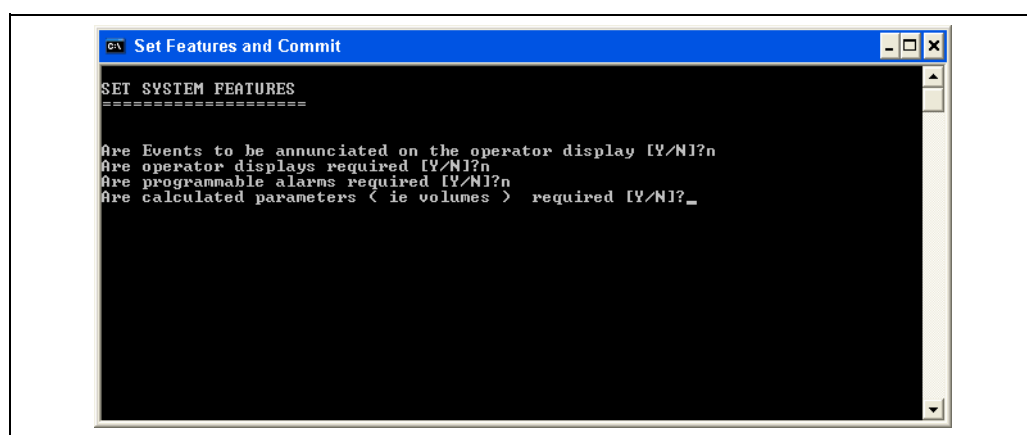 Set Features and Commit
SET SYSTEM FEATURES
====================
Are Events to be annunciated on the operator display [Y/N]?n
Are operator displays required [Y/N]?n
Are programmable alarms required [Y/N]?n
Are calculated parameters ( ie volumes )  required [Y/N]?_